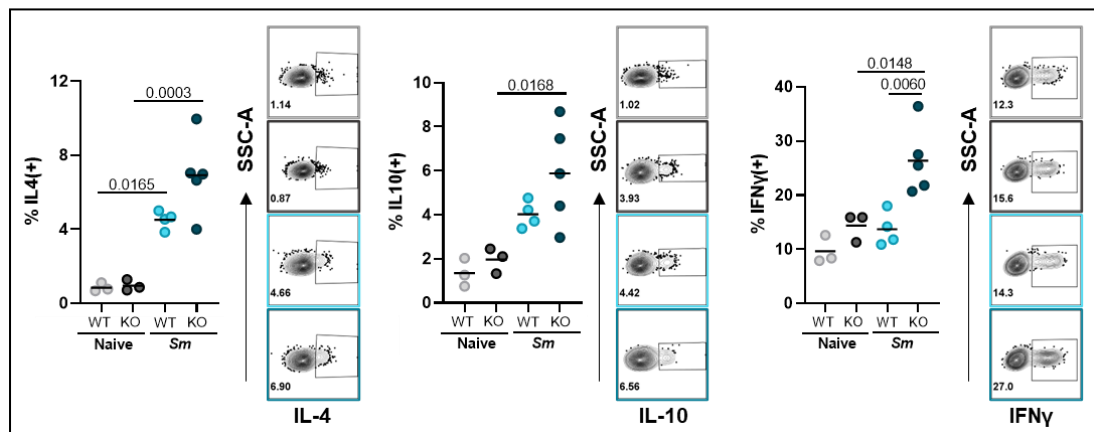 % IL4(+)
12
8
4
0
0.0003
0.0165
WT KO WT KO
Naive Sm
SSC-A
1.14
0.87
4.66
6.90
IL-4
% IL10(+)
10
8
6
4
2
0
0.0168
WT KO WT KO
Naive Sm
SSC-A
1.02
3.93
4.42
6.56
IL-10
% IFNγ(+)
40
30
20
10
0
0.0148
0.0060
WT KO WT KO
Naive Sm
SSC-A
12.3
15.6
14.3
27.0
IFNγ